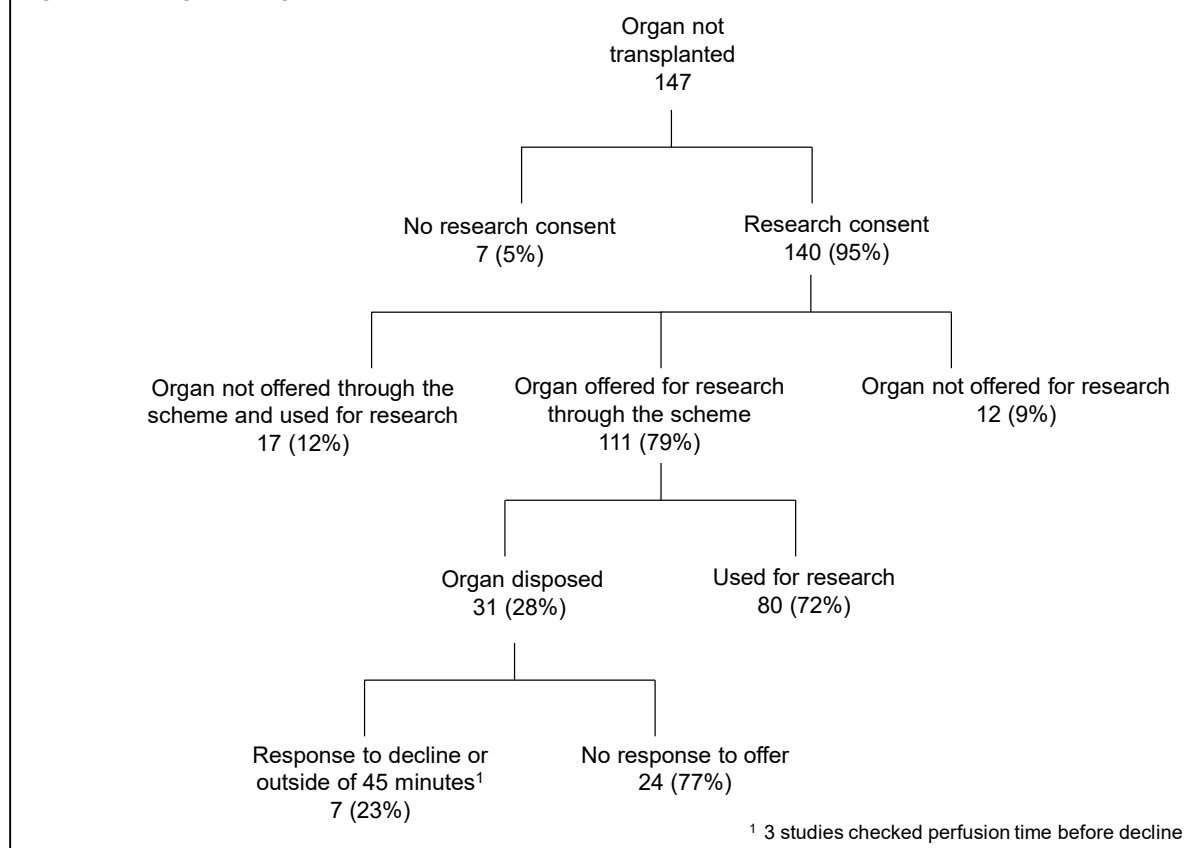 Organ not
transplanted
147
No research consent
7 (5%)
Research consent
140 (95%)
Organ not offered through the
scheme and used for research
17 (12%)
Organ offered for research
through the scheme
111 (79%)
Organ not offered for research
12 (9%)
Organ disposed
31 (28%)
Used for research
80 (72%)
Response to decline or
outside of 45 minutes¹
7 (23%)
No response to offer
24 (77%)
¹ 3 studies checked perfusion time before decline